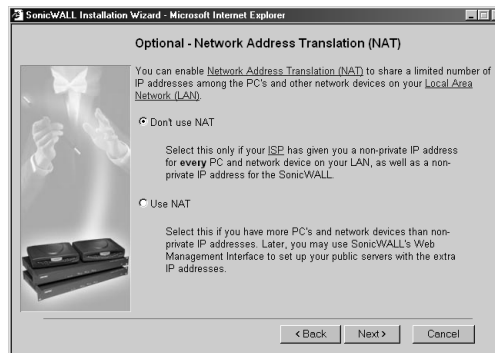 SonicWALL Installation Wizard - Microsoft Internet Explorer
Optional - Network Address Translation (NAT)
You can enable Network Address Translation (NAT) to share a limited number of
IP addresses among the PC's and other network devices on your Local Area
Network (LAN).
Don't use NAT
Select this only if your ISP has given you a non-private IP address
for every PC and network device on your LAN, as well as a non-
private IP address for the SonicWALL.
Use NAT
Select this if you have more PC's and network devices than non-
private IP addresses. Later, you may use SonicWALL's Web
Management Interface to set up your public servers with the extra
IP addresses.
< Back
Next >
Cancel